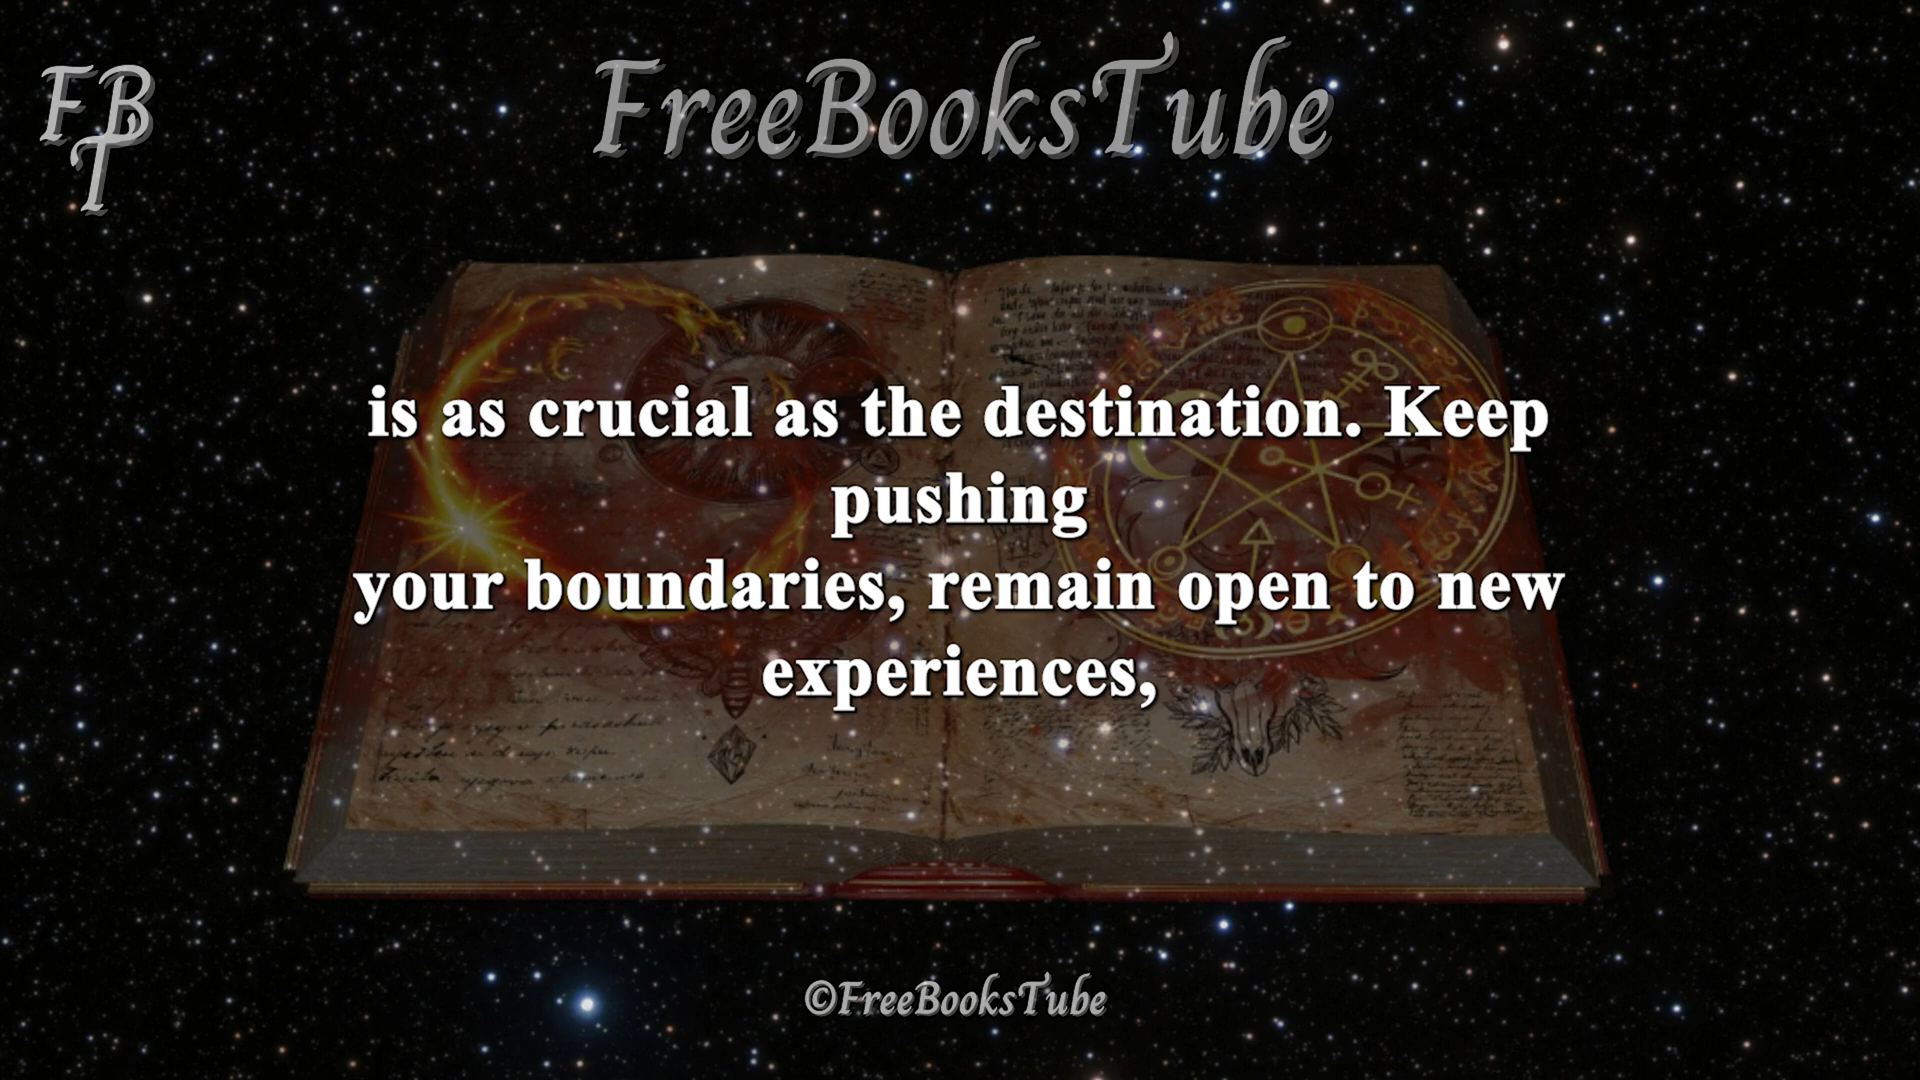 FB
T
FreeBooksTube
is as crucial as the destination. Keep
pushing
your boundaries, remain open to new
experiences,
©FreeBooksTube